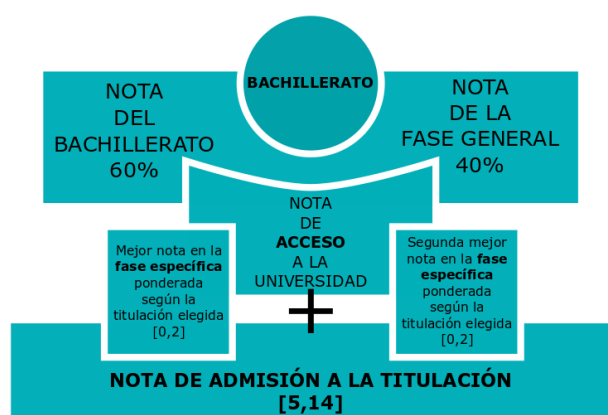 BACHILLERATO
NOTA
DEL
BACHILLERATO
60%
NOTA
DE LA
FASE GENERAL
40%
NOTA
DE
ACCESO
A LA
UNIVERSIDAD
Mejor nota en la
fase específica
ponderada
según la
titulación elegida
[0,2]
+
Segunda mejor
nota en la fase
específica
ponderada
según la
titulación elegida
[0,2]
NOTA DE ADMISIÓN A LA TITULACIÓN
[5,14]